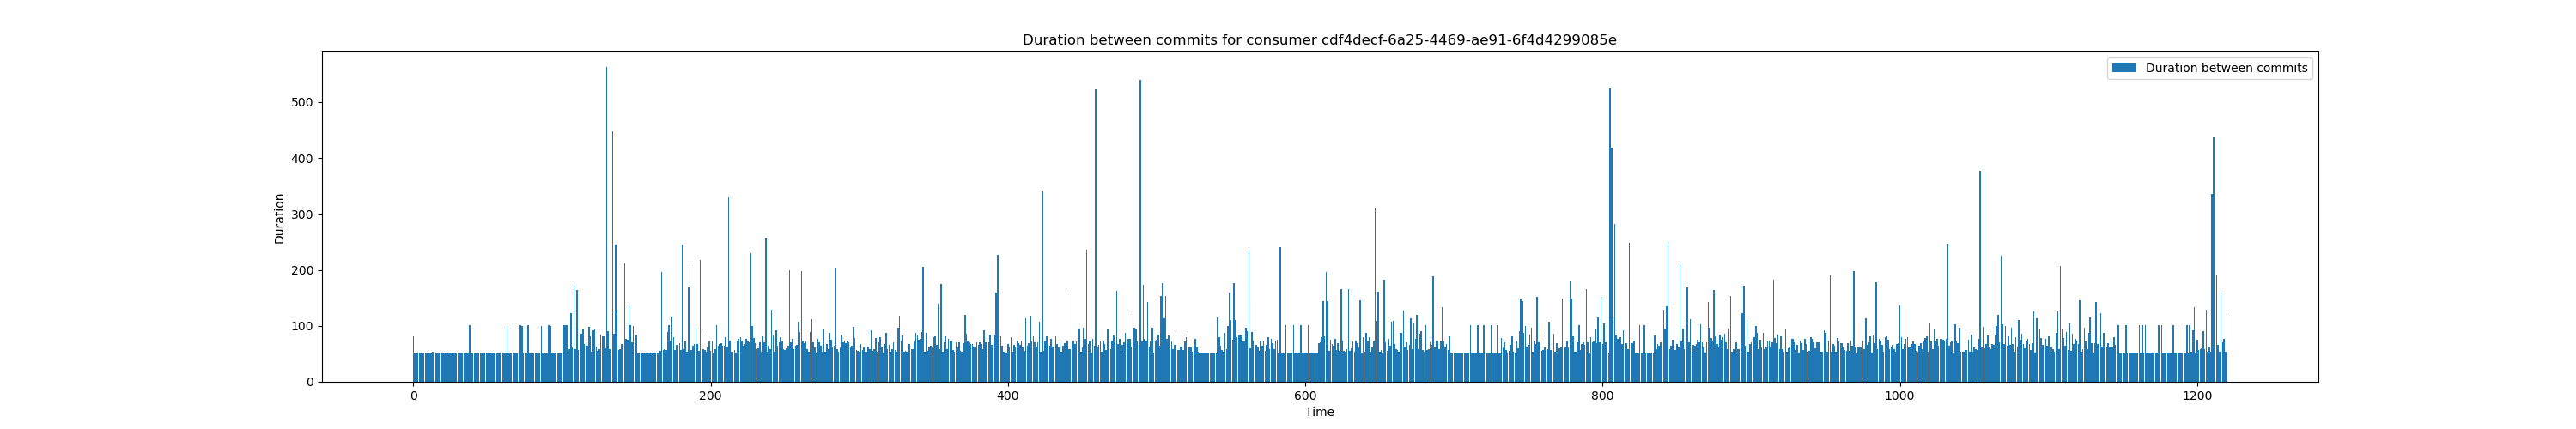 Duration between commits for consumer cdf4decf-6a25-4469-ae91-6f4d4299085e
Duration between commits
500
400
300
200
100
0
Duration
0 200 400 600 800 1000 1200
Time